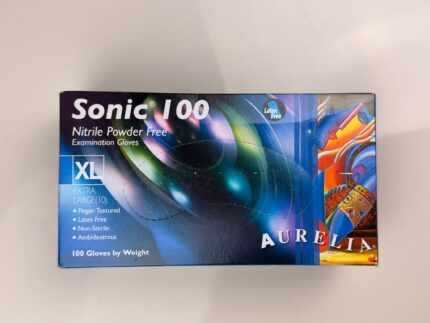 Sonic® 100
Nitrile Powder Free
Examination Gloves
Latex
Free
XL
EXTRA
LARGE(10)
• Finger Textured
• Latex Free
• Non-Sterile
• Ambidextrous
100 Gloves by Weight
AURELIA